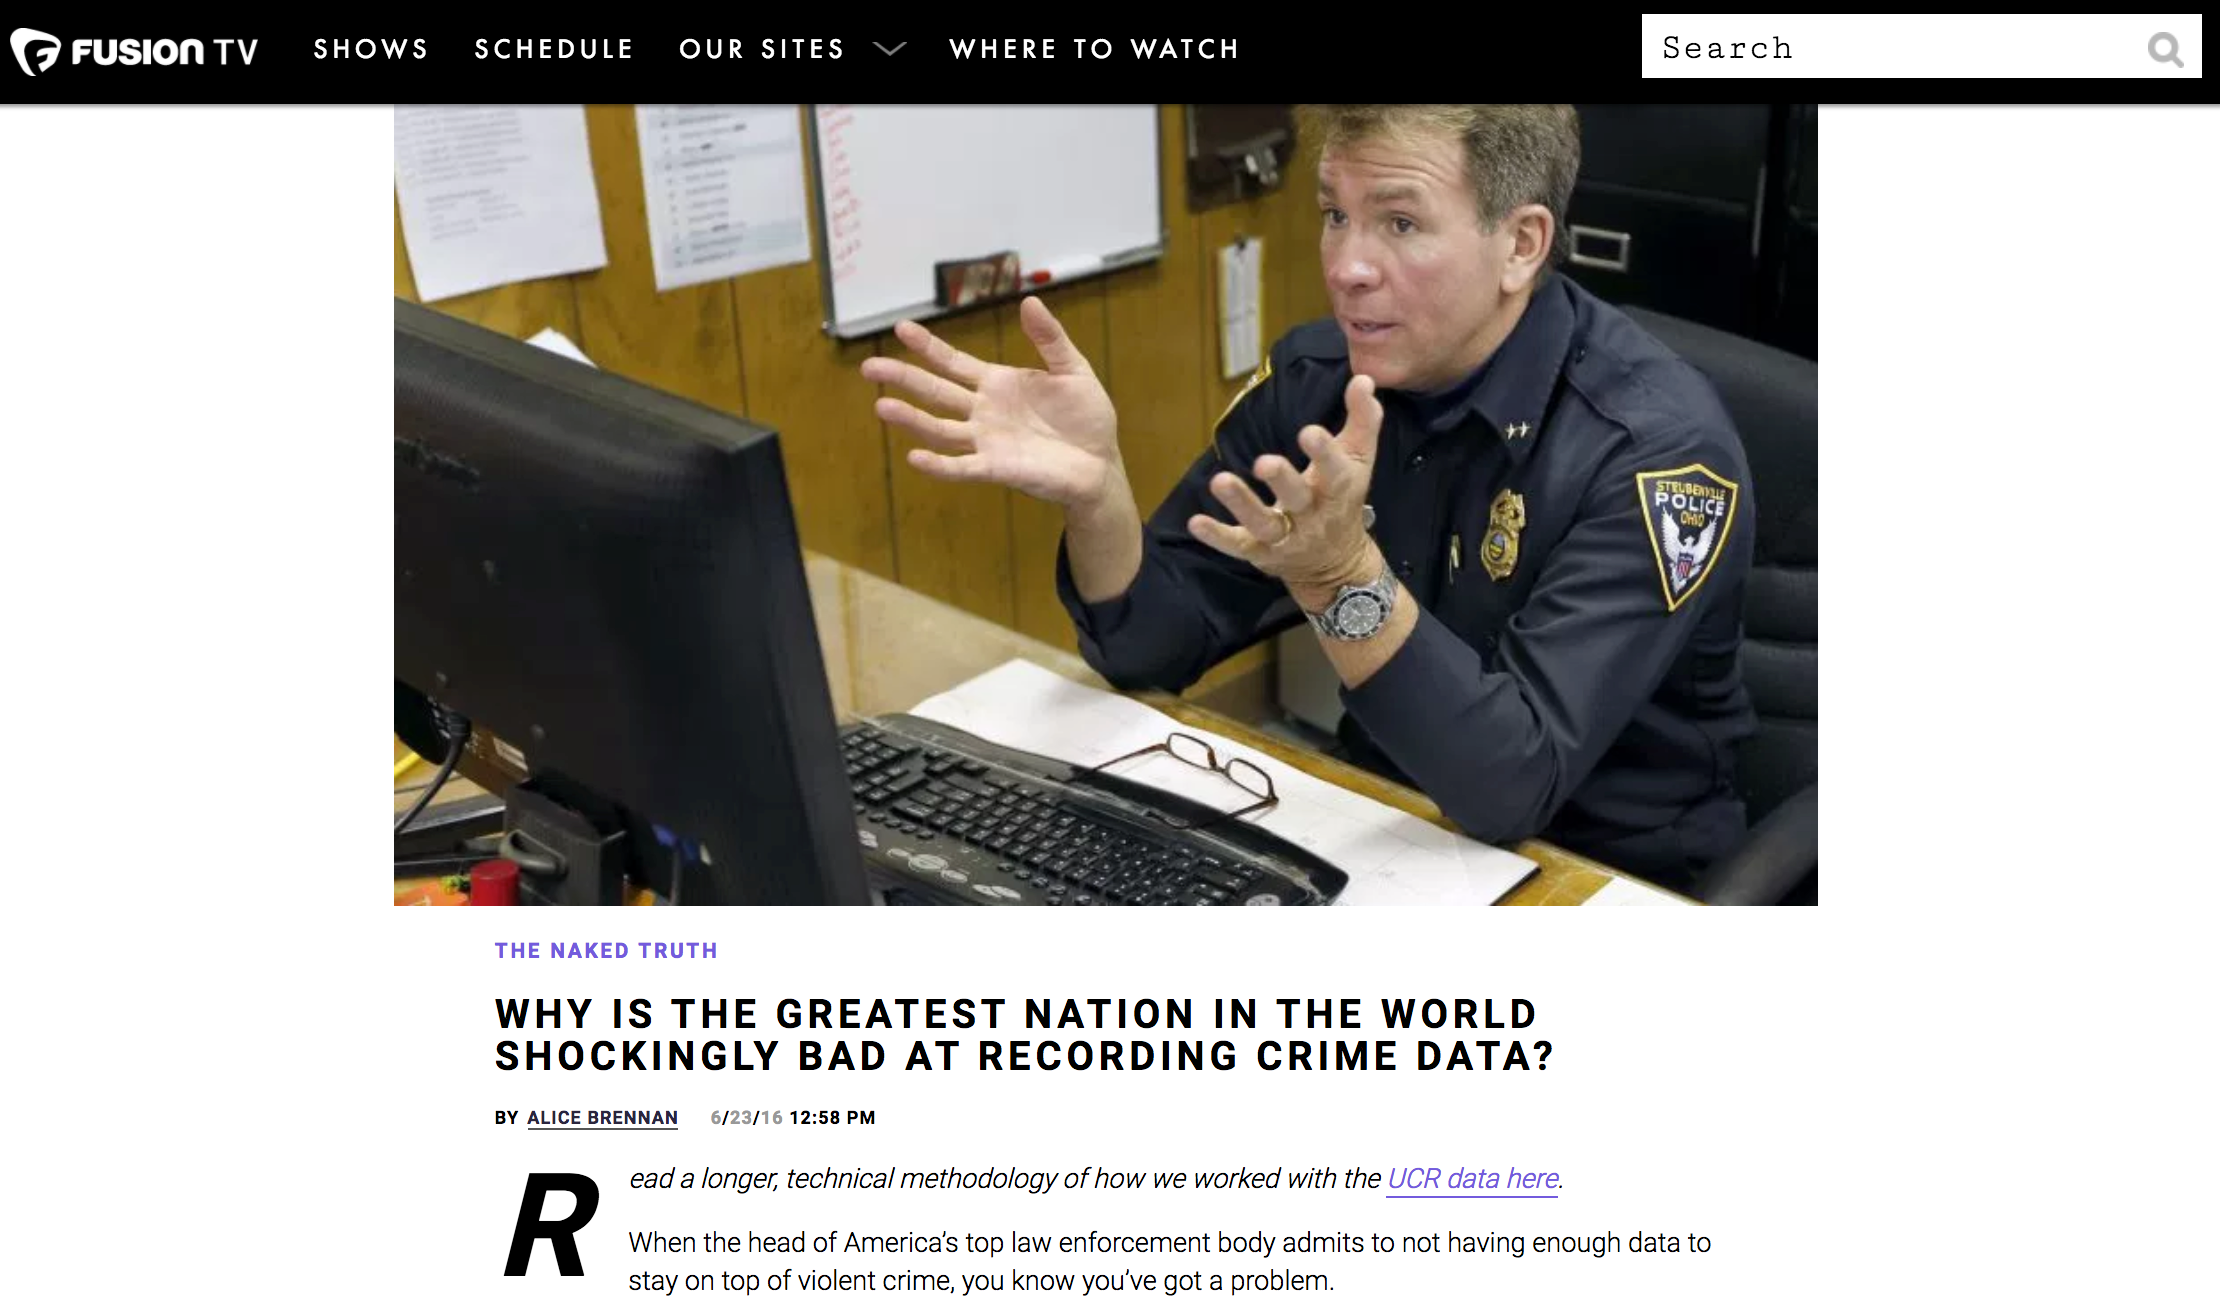 FUSION TV SHOWS SCHEDULE OUR SITES WHERE TO WATCH Search
STEUBENVILLE
POLICE
OHIO
THE NAKED TRUTH
WHY IS THE GREATEST NATION IN THE WORLD
SHOCKINGLY BAD AT RECORDING CRIME DATA?
BY ALICE BRENNAN 6/23/16 12:58 PM
Read a longer, technical methodology of how we worked with the UCR data here.
When the head of America's top law enforcement body admits to not having enough data to
stay on top of violent crime, you know you've got a problem.